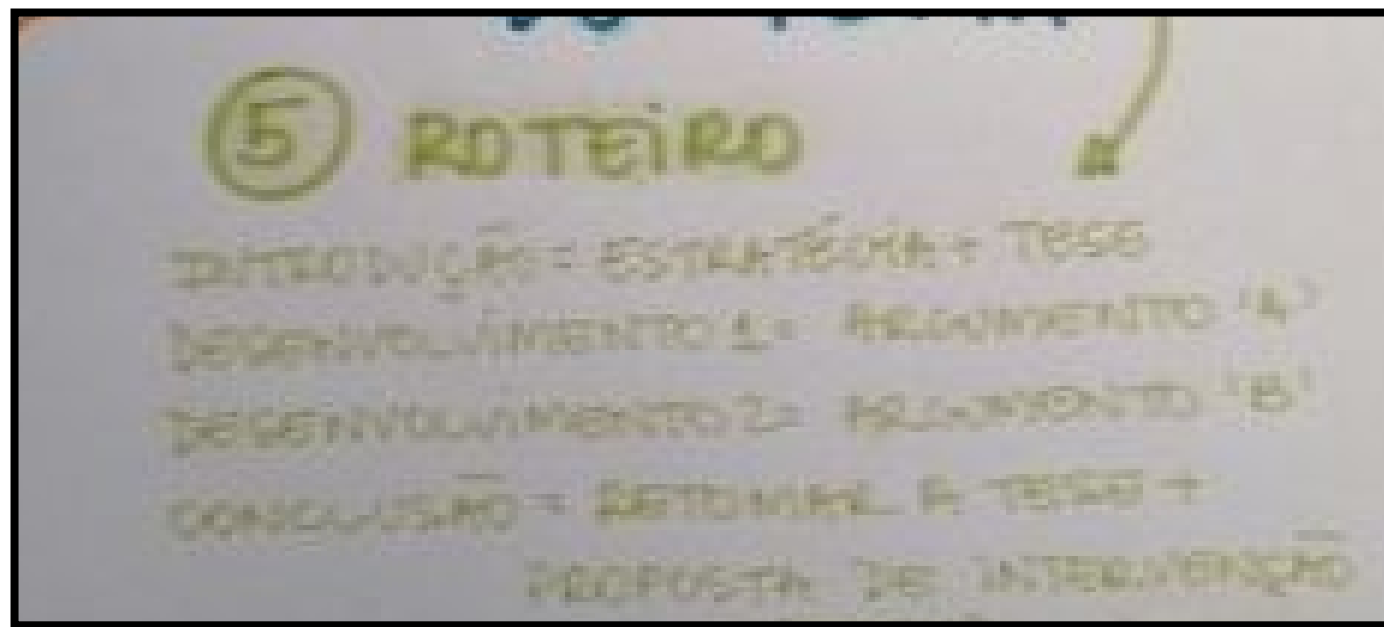 ⑤ ROTEIRO
INTRODUÇÃO = ESTRATÉGIA + TESE
DESENVOLVIMENTO 1 = ARGUMENTO 'A'
DESENVOLVIMENTO 2 = ARGUMENTO 'B'
CONCLUSÃO = RETOMAR A TESE +
PROPOSTA DE INTERVENÇÃO